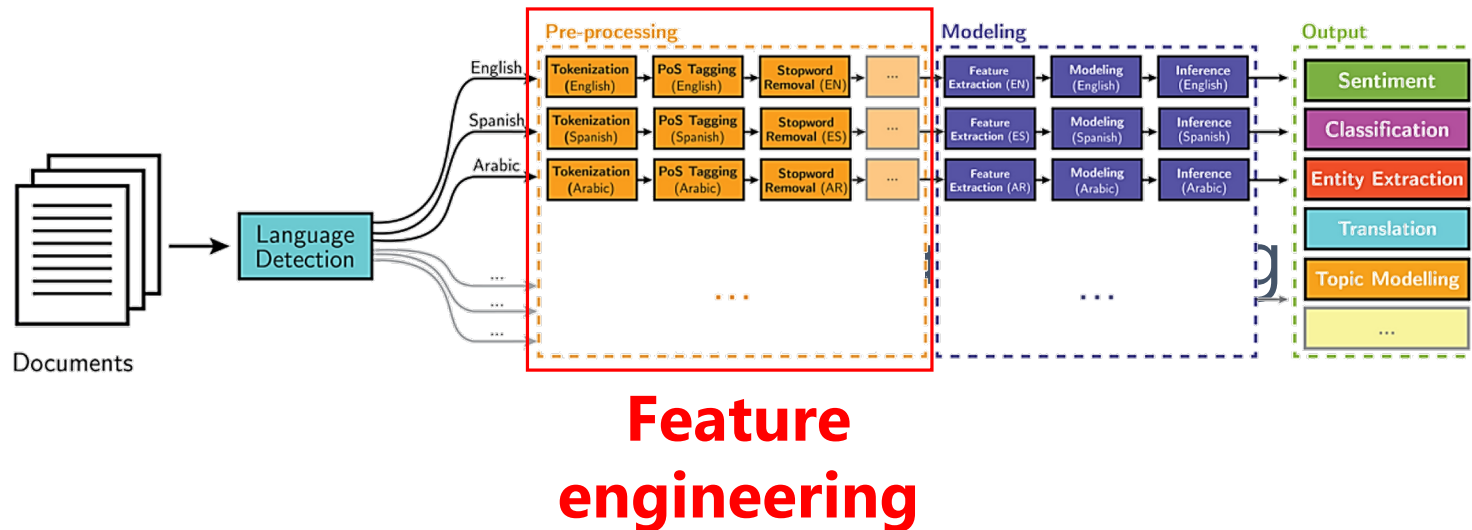 Pre-processing
Modeling
Output
English
Tokenization
(English)
PoS Tagging
(English)
Stopword
Removal (EN)
...
Feature
Extraction (EN)
Modeling
(English)
Inference
(English)
Sentiment
Spanish
Tokenization
(Spanish)
PoS Tagging
(Spanish)
Stopword
Removal (ES)
...
Feature
Extraction (ES)
Modeling
(Spanish)
Inference
(Spanish)
Classification
Arabic
Tokenization
(Arabic)
PoS Tagging
(Arabic)
Stopword
Removal (AR)
...
Feature
Extraction (AR)
Modeling
(Arabic)
Inference
(Arabic)
Entity Extraction
Language
Detection
Translation
...
...
...
...
...
Topic Modelling
...
Documents
Feature
engineering